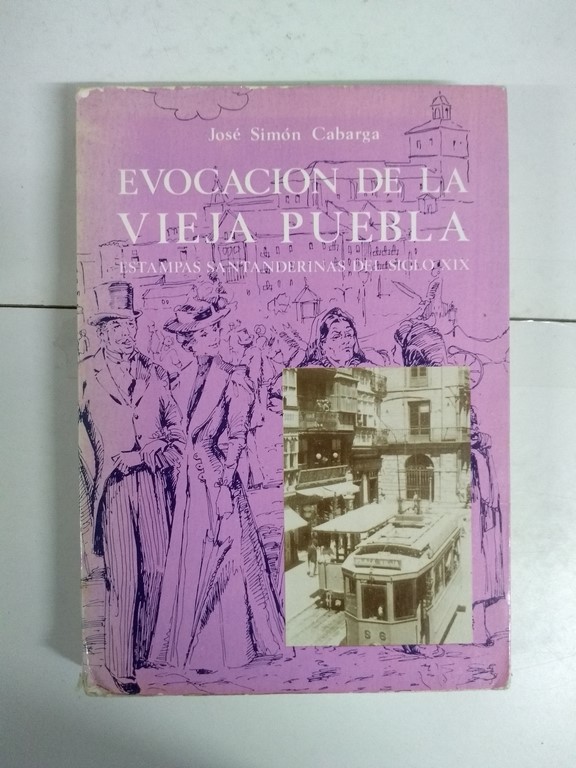 José Simón Cabarga
EVOCACION DE LA
VIEJA PUEBLA
ESTAMPAS SANTANDERINAS DEL SIGLO XIX